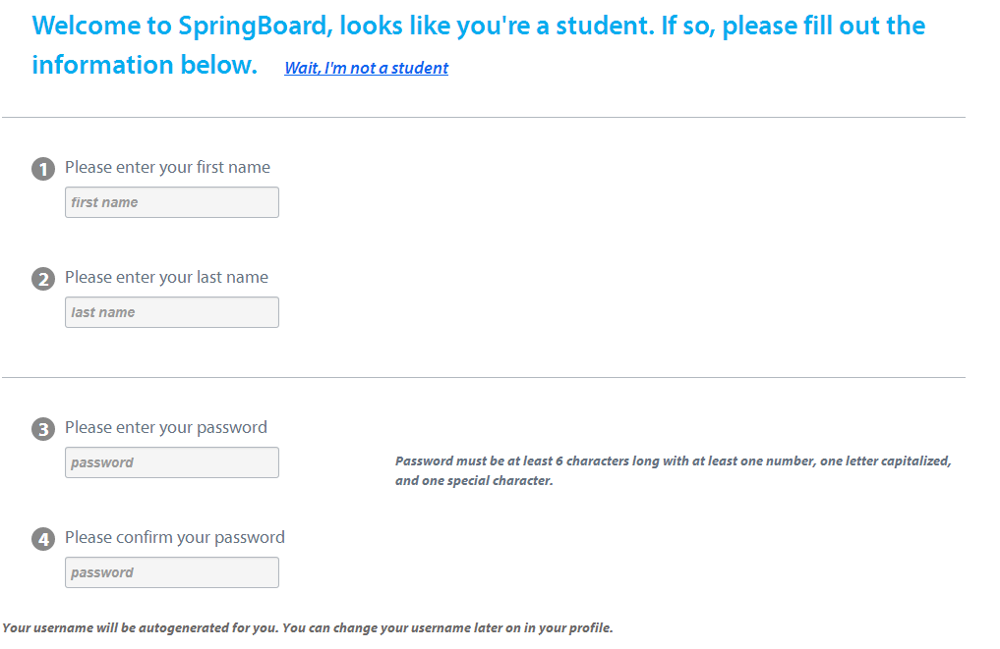 Welcome to SpringBoard, looks like you're a student. If so, please fill out the
information below. Wait, I'm not a student
1 Please enter your first name
first name
2 Please enter your last name
last name
3 Please enter your password
password
Password must be at least 6 characters long with at least one number, one letter capitalized,
and one special character.
4 Please confirm your password
password
Your username will be autogenerated for you. You can change your username later on in your profile.